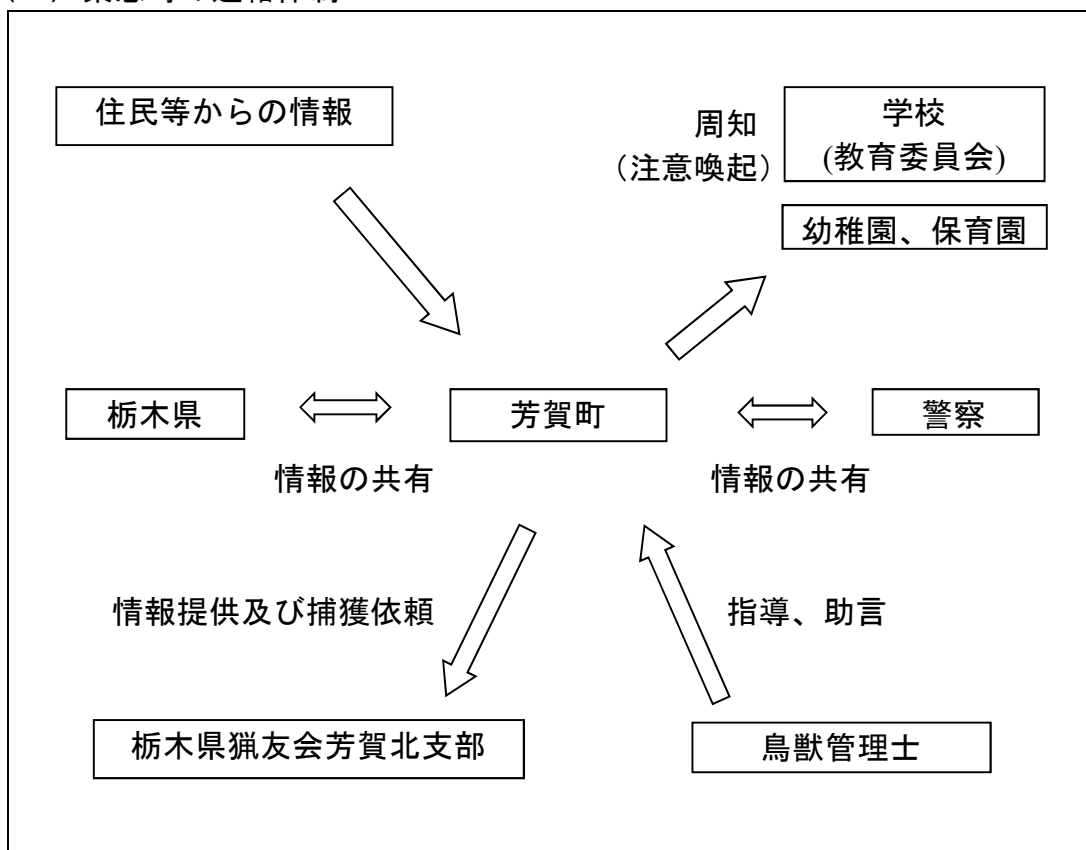 住民等からの情報
周知
（注意喚起）
学校
(教育委員会)
幼稚園、保育園
栃木県
芳賀町
警察
情報の共有
情報の共有
情報提供及び捕獲依頼
指導、助言
栃木県猟友会芳賀北支部
鳥獣管理士